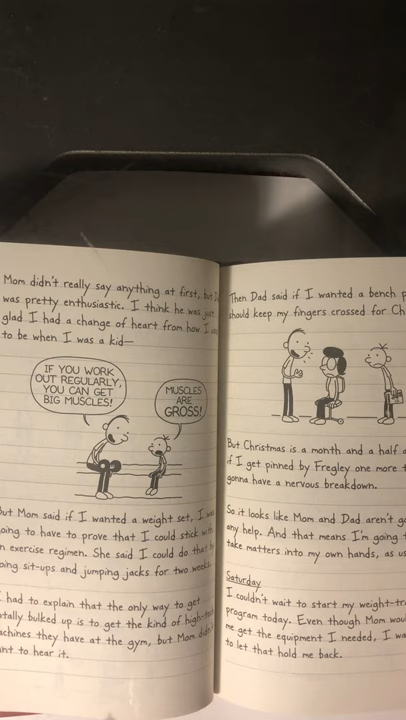 Mom didn't really say anything at first, but
was pretty enthusiastic. I think he was just
glad I had a change of heart from how I was
to be when I was a kid—
IF YOU WORK
OUT REGULARLY,
YOU CAN GET
BIG MUSCLES!
MUSCLES
ARE
GROSS!
But Mom said if I wanted a weight set, I was
going to have to prove that I could stick with
an exercise regimen. She said I could do that by
doing sit-ups and jumping jacks for two weeks.
I had to explain that the only way to get
totally bulked up is to get the kind of high-tech
machines they have at the gym, but Mom didn't
want to hear it.
Then Dad said if I wanted a bench
should keep my fingers crossed for
But Christmas is a month and a half
if I get pinned by Fregley one more
gonna have a nervous breakdown.
So it looks like Mom and Dad aren't
any help. And that means I'm going
take matters into my own hands, as
Saturday
I couldn't wait to start my
program today. Even though Mom
me get the equipment I needed, I
to let that hold me back.